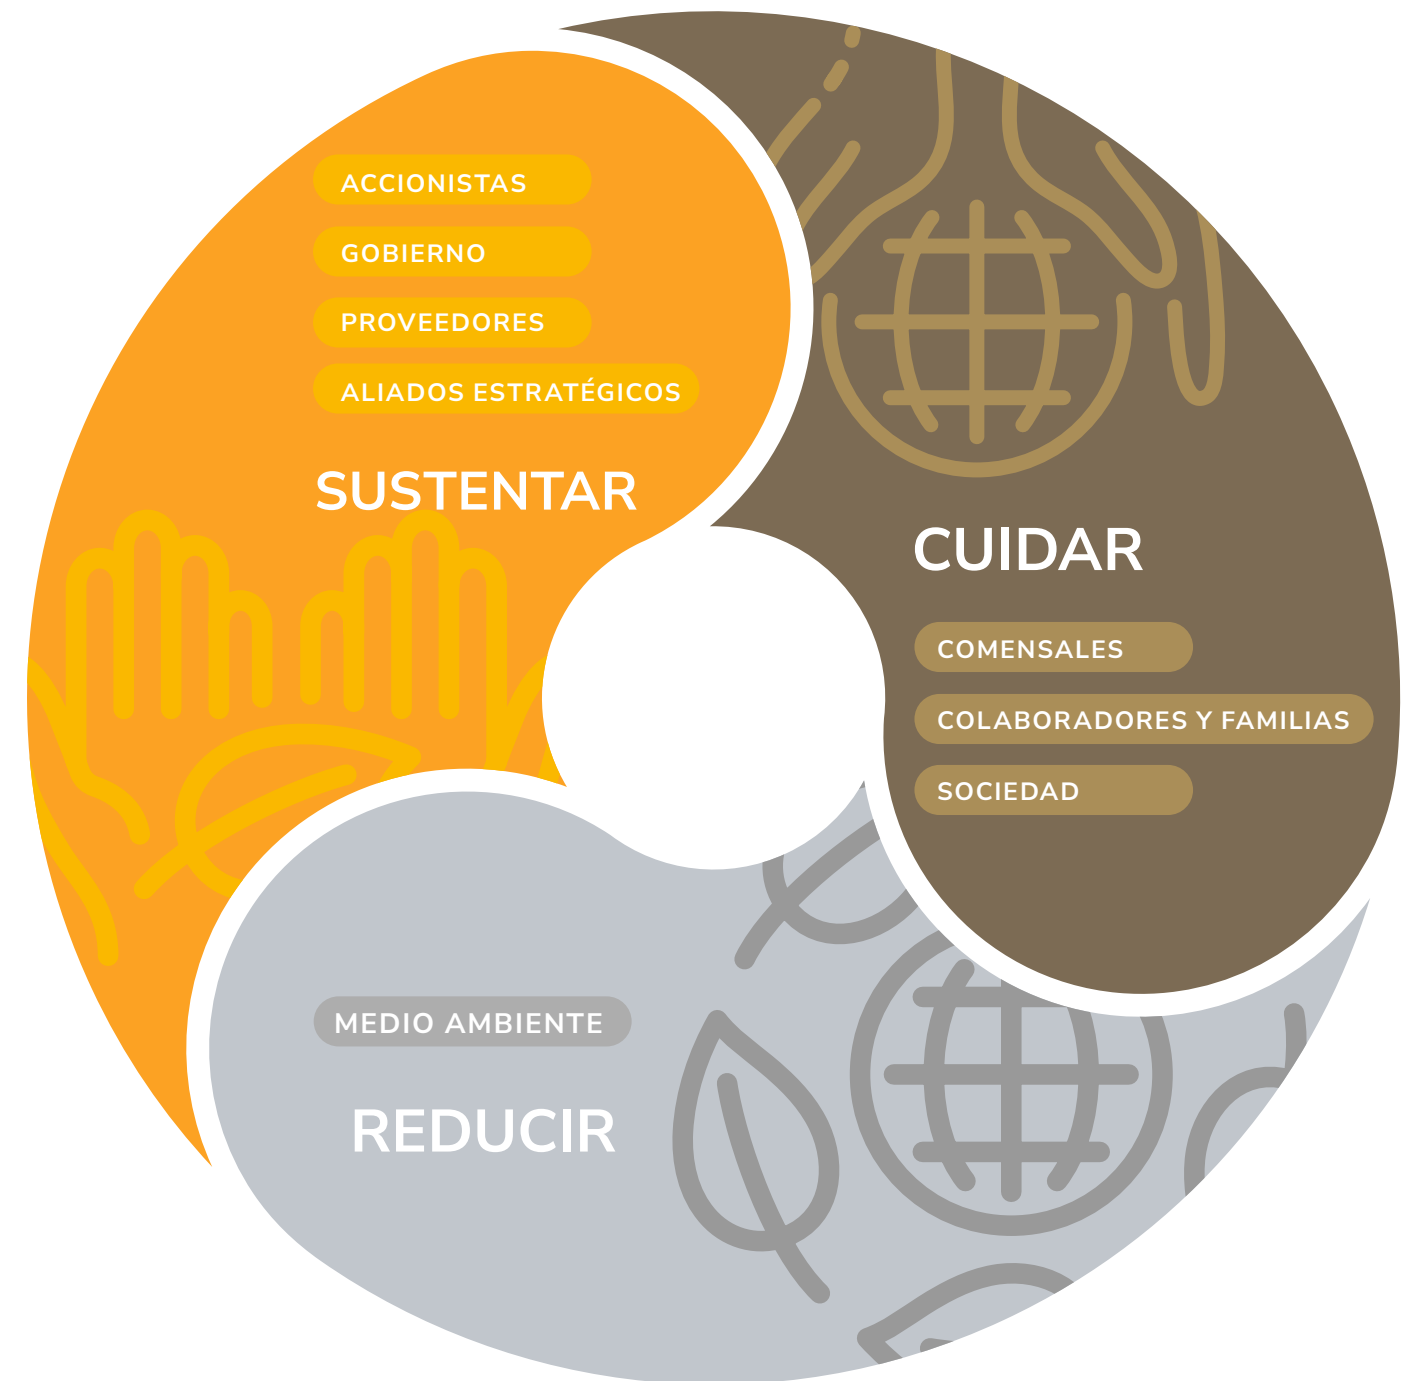 ACCIONISTAS
GOBIERNO
PROVEEDORES
ALIADOS ESTRATÉGICOS
SUSTENTAR
CUIDAR
COMENSALES
COLABORADORES Y FAMILIAS
SOCIEDAD
MEDIO AMBIENTE
REDUCIR